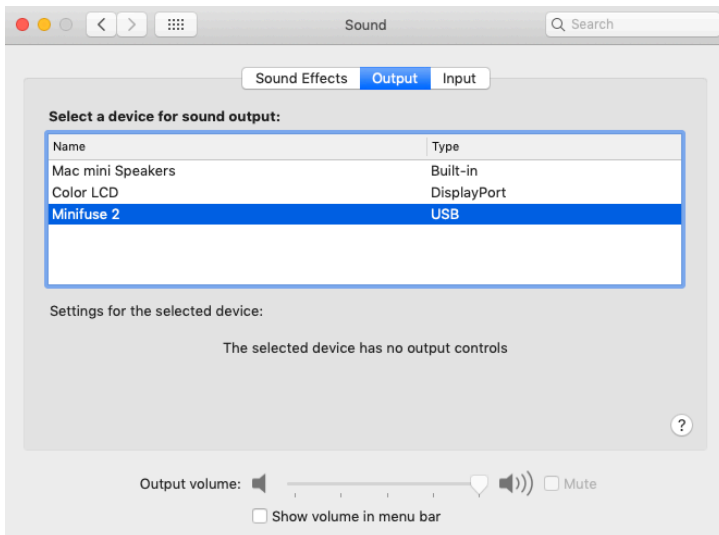 Sound
Search
Sound Effects Output Input
Select a device for sound output:
Name Type
Mac mini Speakers Built-in
Color LCD DisplayPort
Minifuse 2 USB
Settings for the selected device:
The selected device has no output controls
?
Output volume: Mute
Show volume in menu bar